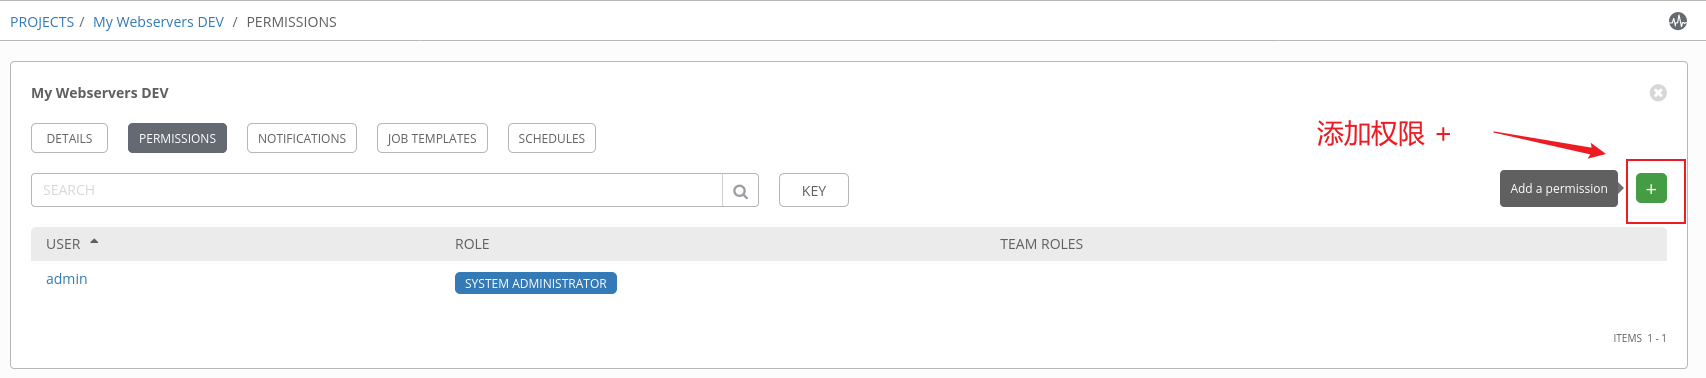 PROJECTS / My Webservers DEV / PERMISSIONS
My Webservers DEV
DETAILS PERMISSIONS NOTIFICATIONS JOB TEMPLATES SCHEDULES
添加权限 +
SEARCH KEY Add a permission +
USER ROLE TEAM ROLES
admin SYSTEM ADMINISTRATOR
ITEMS 1 - 1